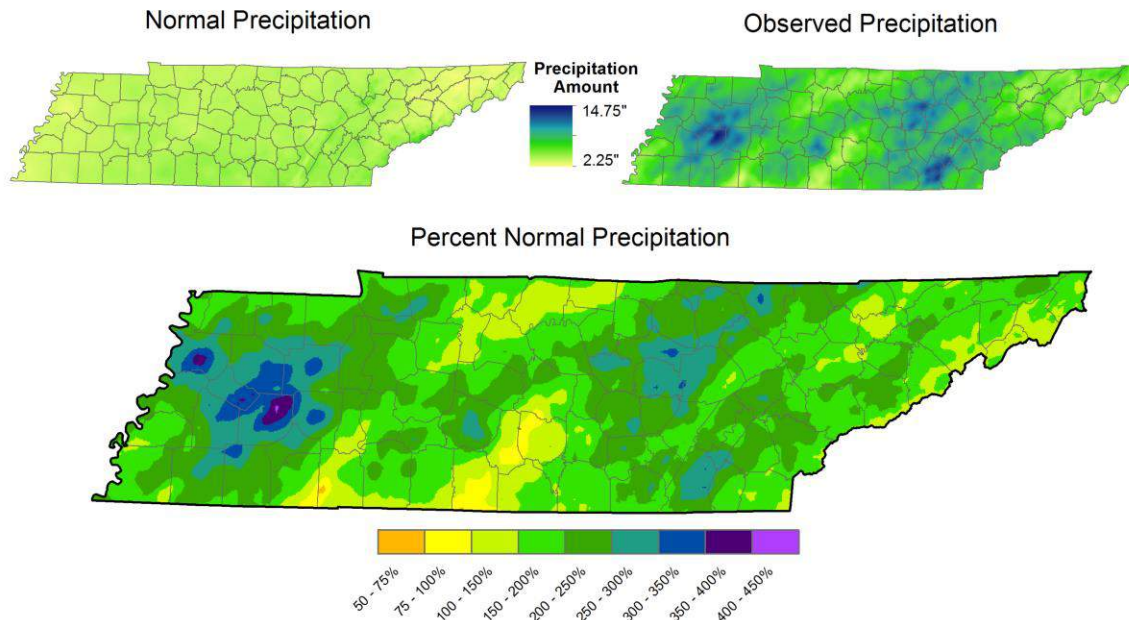 Normal Precipitation
Observed Precipitation
Precipitation
Amount
14.75"
2.25"
Percent Normal Precipitation
50 - 75%
75 - 100%
100 - 150%
150 - 200%
200 - 250%
250 - 300%
300 - 350%
350 - 400%
400 - 450%